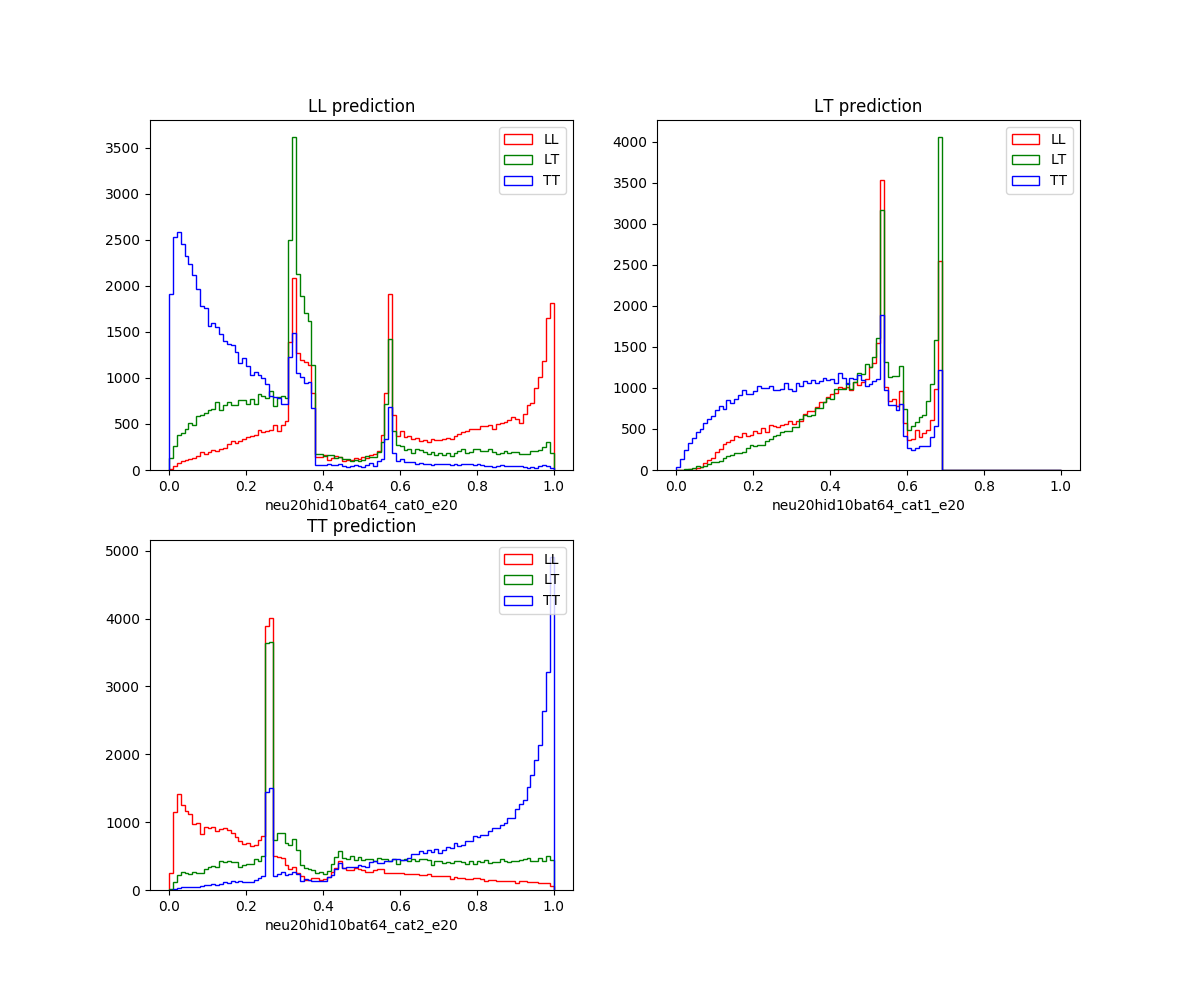 LL prediction
3500
3000
2500
2000
1500
1000
500
0
0.0 0.2 0.4 0.6 0.8 1.0
neu20hid10bat64_cat0_e20
LL
LT
TT
LT prediction
4000
3500
3000
2500
2000
1500
1000
500
0
0.0 0.2 0.4 0.6 0.8 1.0
neu20hid10bat64_cat1_e20
LL
LT
TT
TT prediction
5000
4000
3000
2000
1000
0
0.0 0.2 0.4 0.6 0.8 1.0
neu20hid10bat64_cat2_e20
LL
LT
TT